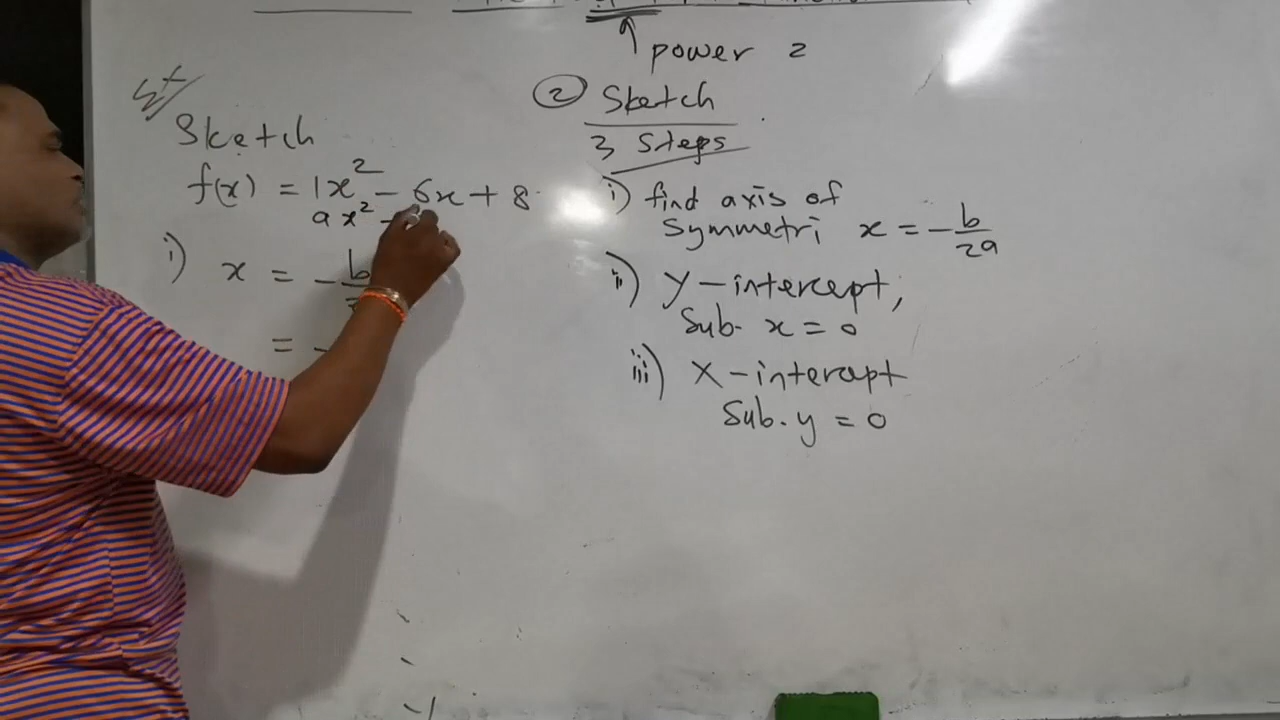 power 2
Ex
Sketch
f(x) = 1x² - 6x + 8
ax² -
i) x = -b
= -
② Sketch
3 Steps
i) find axis of
symmetri x = -b/2a
ii) Y-intercept,
Sub. x = 0
iii) X-intercept
Sub. y = 0